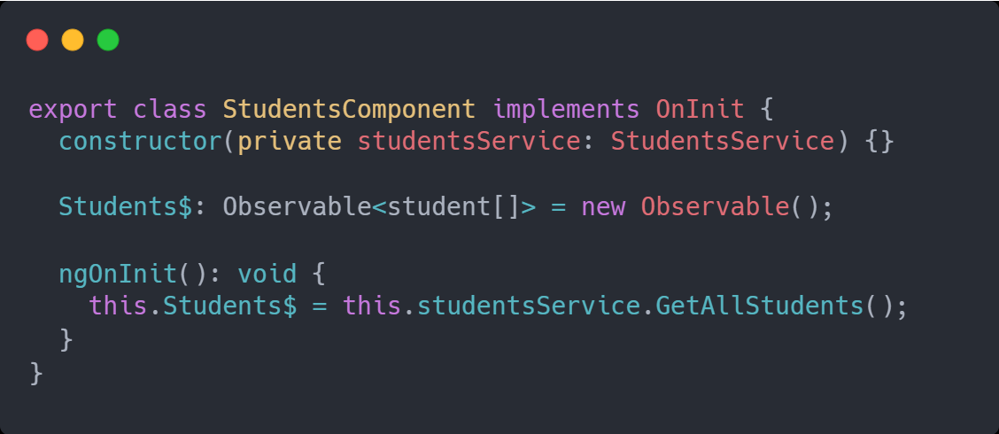 export class StudentsComponent implements OnInit {
  constructor(private studentsService: StudentsService) {}

  Students$: Observable<student[]> = new Observable();

  ngOnInit(): void {
    this.Students$ = this.studentsService.GetAllStudents();
  }
}